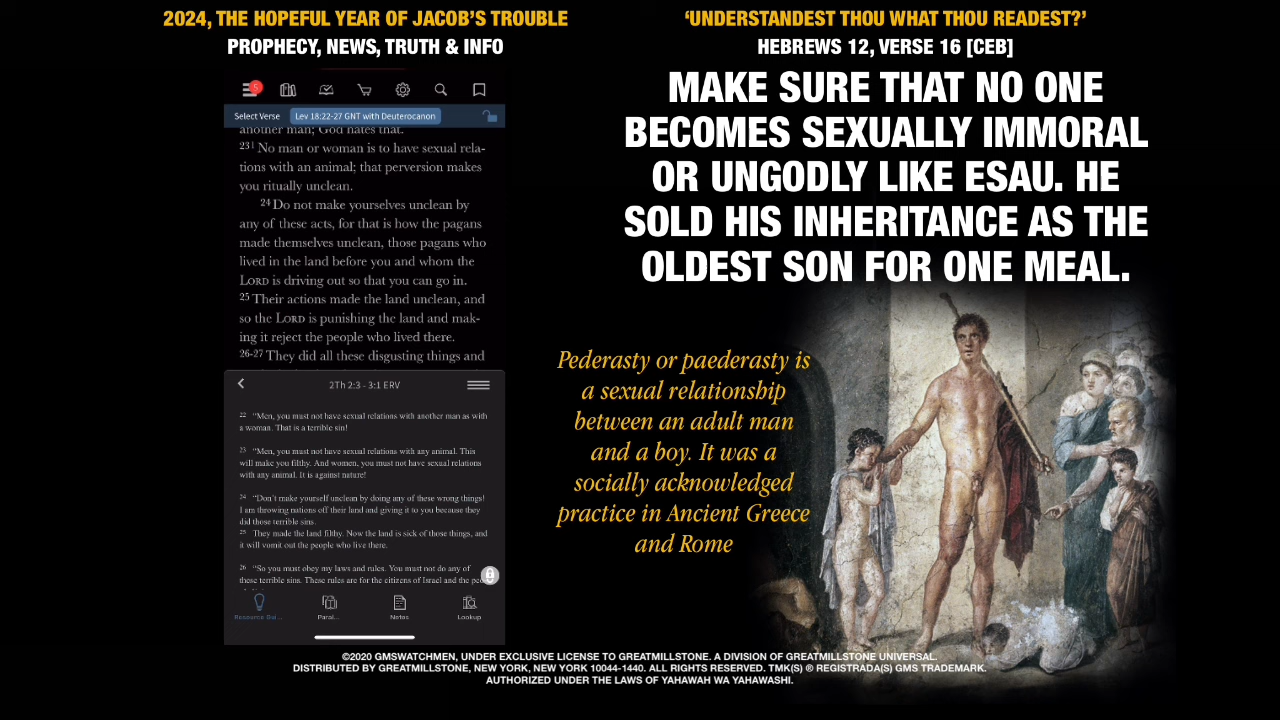 2024, THE HOPEFUL YEAR OF JACOB'S TROUBLE
PROPHECY, NEWS, TRUTH & INFO
5
Select Verse
Lev 18:22-27 GNT with Deuterocanon
another man; God hates that.
23 No man or woman is to have sexual rela-
tions with an animal; that perversion makes
you ritually unclean.
24 Do not make yourselves unclean by
any of these acts, for that is how the pagans
made themselves unclean, those pagans who
lived in the land before you and whom the
LORD is driving out so that you can go in.
25 Their actions made the land unclean, and
so the LORD is punishing the land and mak-
ing it reject the people who lived there.
26-27 They did all these disgusting things and
2Th 2:3 - 3:1 ERV
22 "Men, you must not have sexual relations with another man as with
a woman. That is a terrible sin!
23 "Men, you must not have sexual relations with any animal. This
will make you filthy. And women, you must not have sexual relations
with any animal. It is against nature!
24 "Don't make yourself unclean by doing any of these wrong things!
I am throwing nations off their land and giving it to you because they
did those terrible sins.
25 They made the land filthy. Now the land is sick of those things, and
it will vomit out the people who live there.
26 "So you must obey my laws and rules. You must not do any of
these terrible sins. These rules are for the citizens of Israel and the
Resource Gui...
Paral...
Notes
Lookup
'UNDERSTANDEST THOU WHAT THOU READEST?'
HEBREWS 12, VERSE 16 [CEB]
MAKE SURE THAT NO ONE
BECOMES SEXUALLY IMMORAL
OR UNGODLY LIKE ESAU. HE
SOLD HIS INHERITANCE AS THE
OLDEST SON FOR ONE MEAL.
Pederasty or paederasty is
a sexual relationship
between an adult man
and a boy. It was a
socially acknowledged
practice in Ancient Greece
and Rome
©2020 GMSWATCHMEN, UNDER EXCLUSIVE LICENSE TO GREATMILLSTONE. A DIVISION OF GREATMILLSTONE UNIVERSAL.
DISTRIBUTED BY GREATMILLSTONE, NEW YORK, NEW YORK 10044-1440. ALL RIGHTS RESERVED. TMK(S) ® REGISTRADA(S) GMS TRADEMARK.
AUTHORIZED UNDER THE LAWS OF YAHAWAH WA YAHAWASHI.